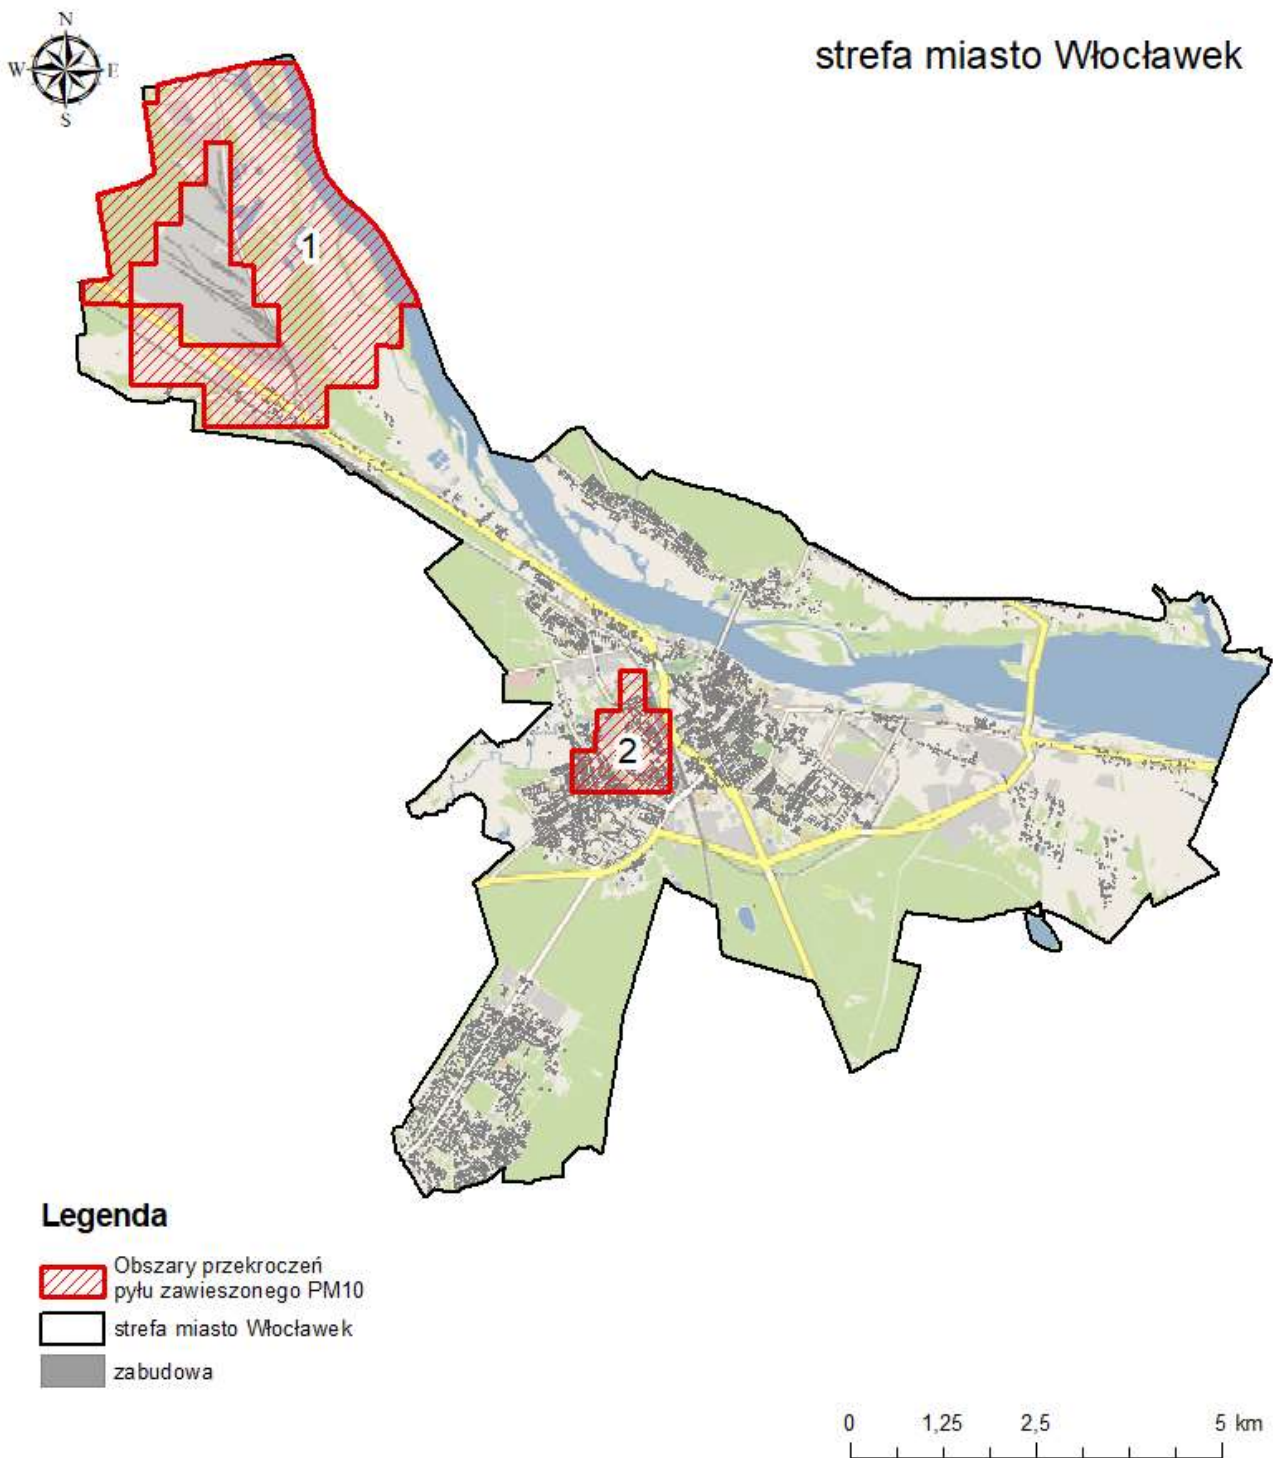 N
W E
S
strefa miasto Włocławek
1
2
Legenda
Obszary przekroczeń
pyłu zawieszonego PM10
strefa miasto Włocławek
zabudowa
0 1,25 2,5 5 km